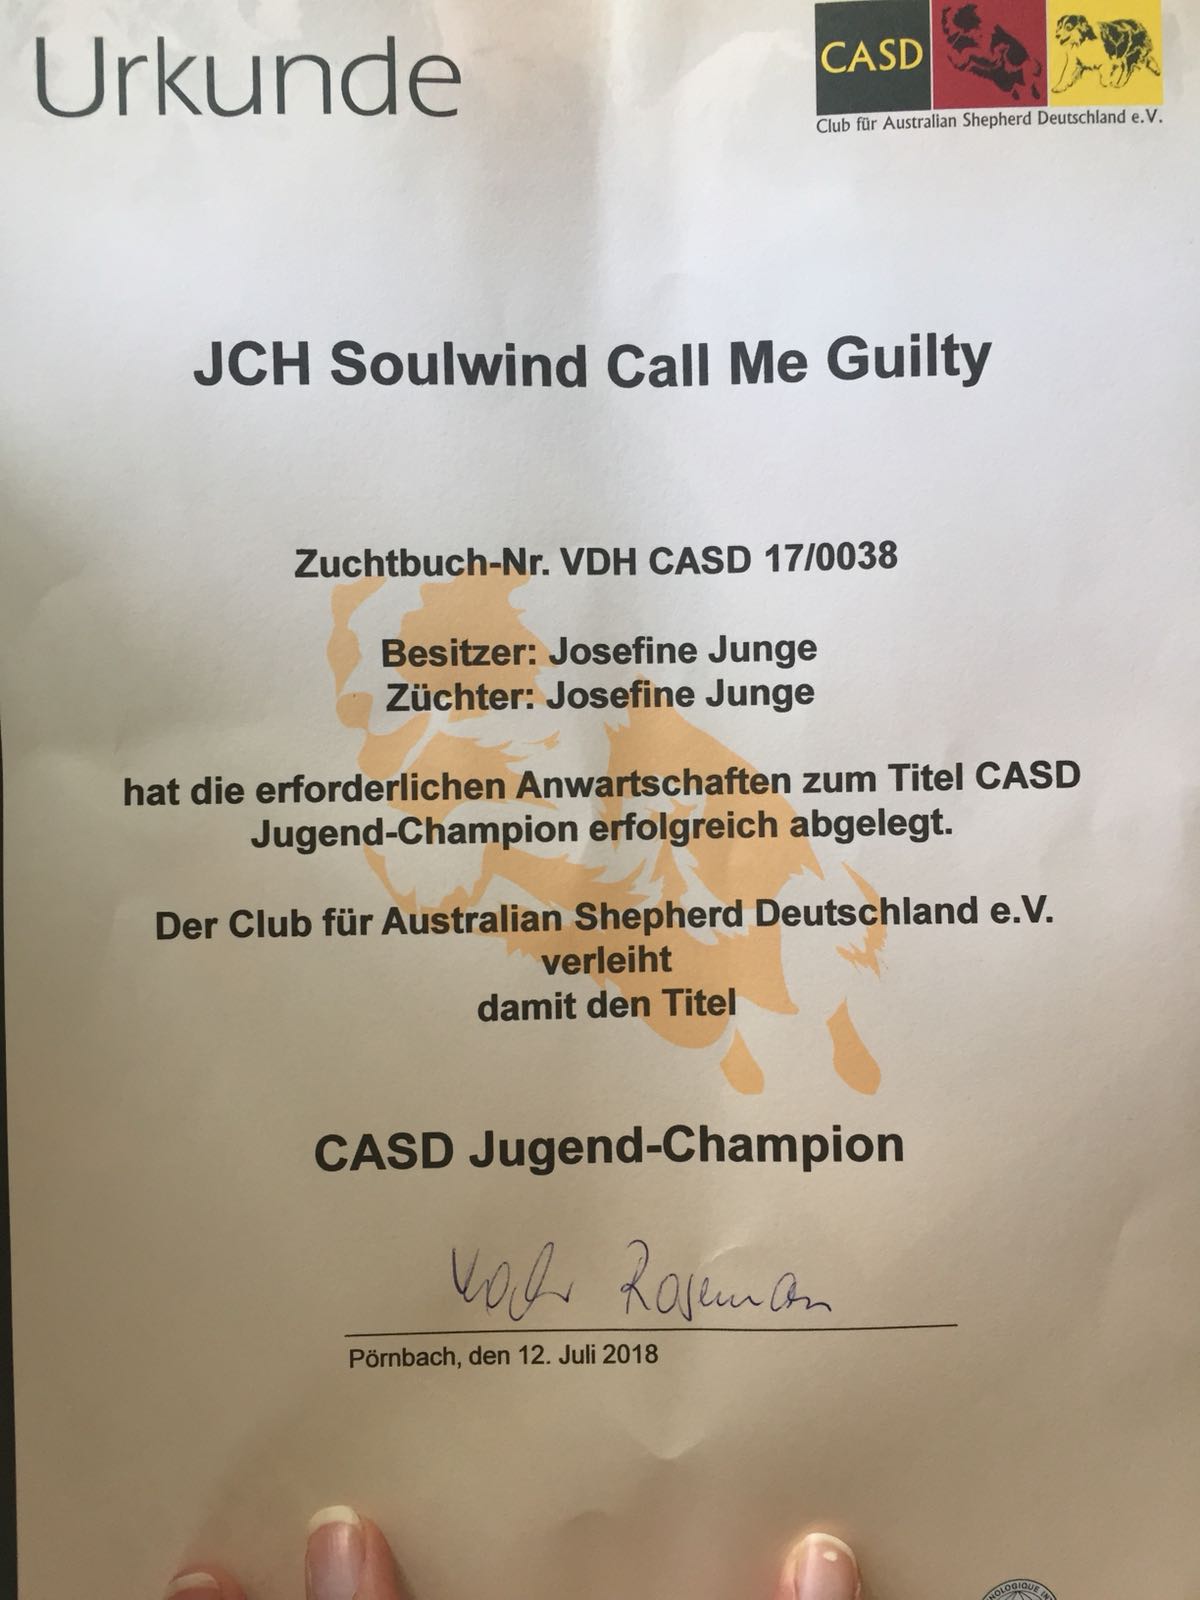 Urkunde
CASD
Club für Australian Shepherd Deutschland e.V.
JCH Soulwind Call Me Guilty
Zuchtbuch-Nr. VDH CASD 17/0038
Besitzer: Josefine Junge
Züchter: Josefine Junge
hat die erforderlichen Anwartschaften zum Titel CASD
Jugend-Champion erfolgreich abgelegt.
Der Club für Australian Shepherd Deutschland e.V.
verleiht
damit den Titel
CASD Jugend-Champion
Pörnbach, den 12. Juli 2018